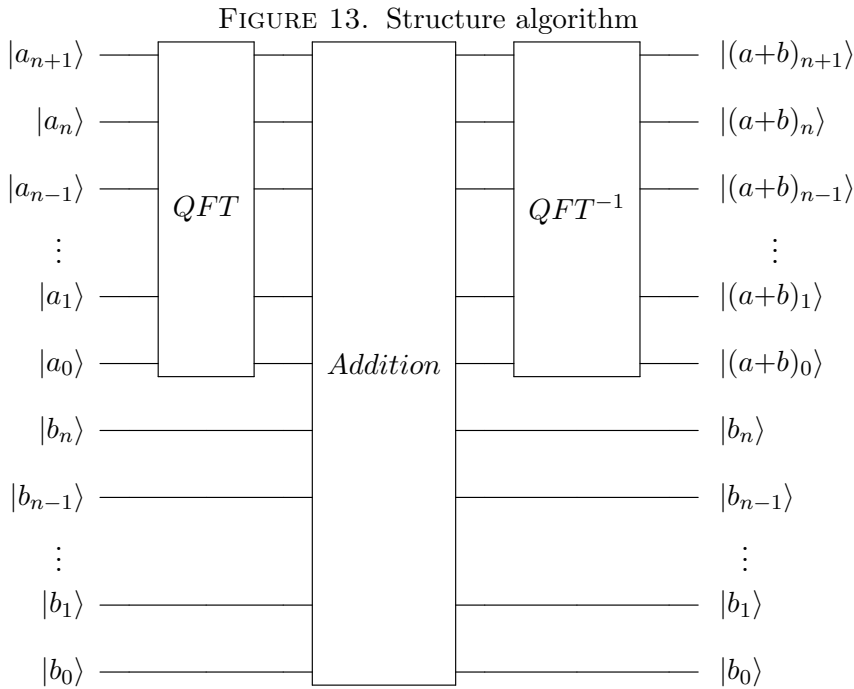 FIGURE 13. Structure algorithm
|a_{n+1}⟩ |(a+b)_{n+1}⟩
|a_n⟩ |(a+b)_n⟩
|a_{n−1}⟩ |(a+b)_{n−1}⟩
QFT QFT^{−1}
⋮ ⋮
|a_1⟩ |(a+b)_1⟩
|a_0⟩ Addition |(a+b)_0⟩
|b_n⟩ |b_n⟩
|b_{n−1}⟩ |b_{n−1}⟩
⋮ ⋮
|b_1⟩ |b_1⟩
|b_0⟩ |b_0⟩